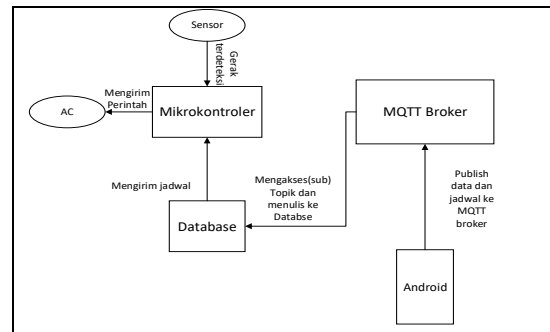 Sensor
Gerak
terdeteksi
Mengirim
Perintah
AC
Mikrokontroler
MQTT Broker
Mengirim jadwal
Mengakses(sub)
Topik dan
menulis ke
Databse
Publish
data dan
jadwal ke
MQTT
broker
Database
Android